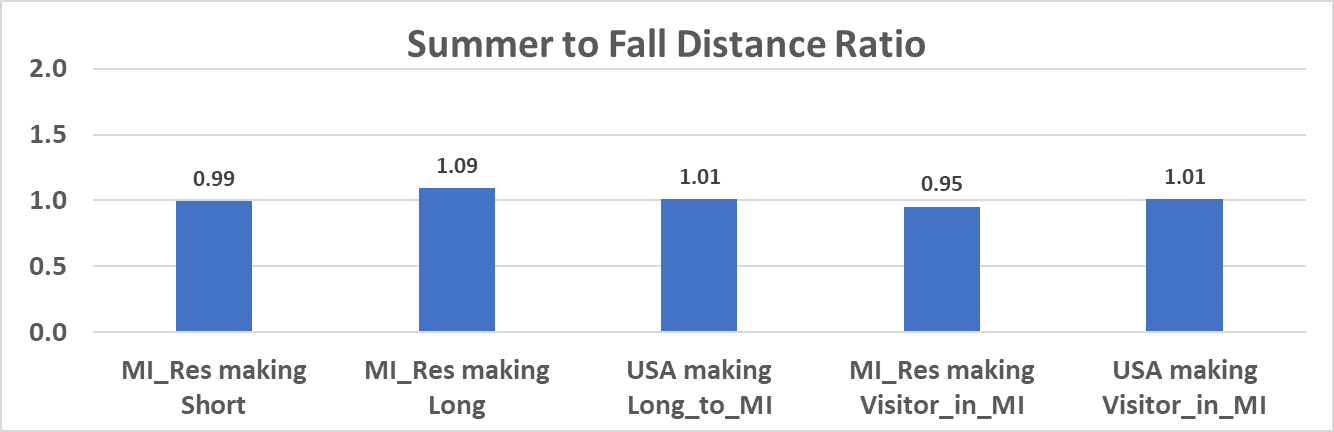 Summer to Fall Distance Ratio
2.0
1.5
1.0
0.5
0.0
0.99
1.09
1.01
0.95
1.01
MI_Res making
Short
MI_Res making
Long
USA making
Long_to_MI
MI_Res making
Visitor_in_MI
USA making
Visitor_in_MI